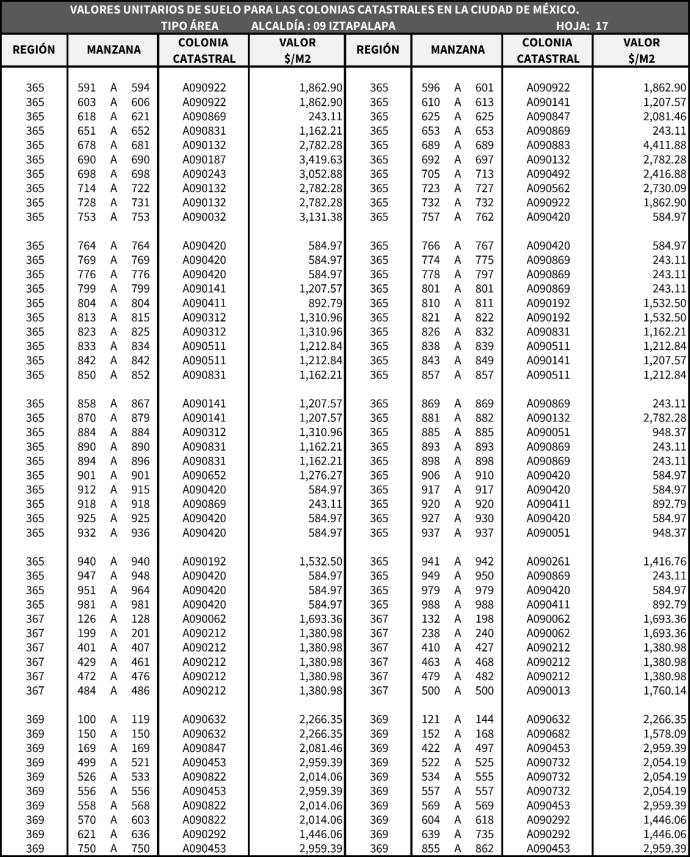 VALORES UNITARIOS DE SUELO PARA LAS COLONIAS CATASTRALES EN LA CIUDAD DE MÉXICO.
TIPO ÁREA ALCALDÍA : 09 IZTAPALAPA HOJA: 17
REGIÓN MANZANA COLONIA CATASTRAL VALOR $/M2 REGIÓN MANZANA COLONIA CATASTRAL VALOR $/M2
365 591 A 594 A090922 1,862.90 365 596 A 601 A090922 1,862.90
365 603 A 606 A090922 1,862.90 365 610 A 613 A090141 1,207.57
365 618 A 621 A090869 243.11 365 625 A 625 A090847 2,081.46
365 651 A 652 A090831 1,162.21 365 653 A 653 A090869 243.11
365 678 A 681 A090132 2,782.28 365 689 A 689 A090883 4,411.88
365 690 A 690 A090187 3,419.63 365 692 A 697 A090132 2,782.28
365 698 A 698 A090243 3,052.88 365 705 A 713 A090492 2,416.88
365 714 A 722 A090132 2,782.28 365 723 A 727 A090562 2,730.09
365 728 A 731 A090132 2,782.28 365 732 A 732 A090922 1,862.90
365 753 A 753 A090032 3,131.38 365 757 A 762 A090420 584.97
365 764 A 764 A090420 584.97 365 766 A 767 A090420 584.97
365 769 A 769 A090420 584.97 365 774 A 775 A090869 243.11
365 776 A 776 A090420 584.97 365 778 A 797 A090869 243.11
365 799 A 799 A090141 1,207.57 365 801 A 801 A090869 243.11
365 804 A 804 A090411 892.79 365 810 A 811 A090192 1,532.50
365 813 A 815 A090312 1,310.96 365 821 A 822 A090192 1,532.50
365 823 A 825 A090312 1,310.96 365 826 A 832 A090831 1,162.21
365 833 A 834 A090511 1,212.84 365 838 A 839 A090511 1,212.84
365 842 A 842 A090511 1,212.84 365 843 A 849 A090141 1,207.57
365 850 A 852 A090831 1,162.21 365 857 A 857 A090511 1,212.84
365 858 A 867 A090141 1,207.57 365 869 A 869 A090869 243.11
365 870 A 879 A090141 1,207.57 365 881 A 882 A090132 2,782.28
365 884 A 884 A090312 1,310.96 365 885 A 885 A090051 948.37
365 890 A 890 A090831 1,162.21 365 893 A 893 A090869 243.11
365 894 A 896 A090831 1,162.21 365 898 A 898 A090869 243.11
365 901 A 901 A090652 1,276.27 365 906 A 910 A090420 584.97
365 912 A 915 A090420 584.97 365 917 A 917 A090420 584.97
365 918 A 918 A090869 243.11 365 920 A 920 A090411 892.79
365 925 A 925 A090420 584.97 365 927 A 930 A090420 584.97
365 932 A 936 A090420 584.97 365 937 A 937 A090051 948.37
365 940 A 940 A090192 1,532.50 365 941 A 942 A090261 1,416.76
365 947 A 948 A090420 584.97 365 949 A 950 A090869 243.11
365 951 A 964 A090420 584.97 365 979 A 979 A090420 584.97
365 981 A 981 A090420 584.97 365 988 A 988 A090411 892.79
367 126 A 128 A090062 1,693.36 367 132 A 198 A090062 1,693.36
367 199 A 201 A090212 1,380.98 367 238 A 240 A090062 1,693.36
367 401 A 407 A090212 1,380.98 367 410 A 427 A090212 1,380.98
367 429 A 461 A090212 1,380.98 367 463 A 468 A090212 1,380.98
367 472 A 476 A090212 1,380.98 367 479 A 482 A090212 1,380.98
367 484 A 486 A090212 1,380.98 367 500 A 500 A090013 1,760.14
369 100 A 119 A090632 2,266.35 369 121 A 144 A090632 2,266.35
369 150 A 150 A090632 2,266.35 369 152 A 168 A090682 1,578.09
369 169 A 169 A090847 2,081.46 369 422 A 497 A090453 2,959.39
369 499 A 521 A090453 2,959.39 369 522 A 525 A090732 2,054.19
369 526 A 533 A090822 2,014.06 369 534 A 555 A090732 2,054.19
369 556 A 556 A090453 2,959.39 369 557 A 557 A090732 2,054.19
369 558 A 568 A090822 2,014.06 369 569 A 569 A090453 2,959.39
369 570 A 603 A090822 2,014.06 369 604 A 618 A090292 1,446.06
369 621 A 636 A090292 1,446.06 369 639 A 735 A090292 1,446.06
369 750 A 750 A090453 2,959.39 369 855 A 862 A090453 2,959.39